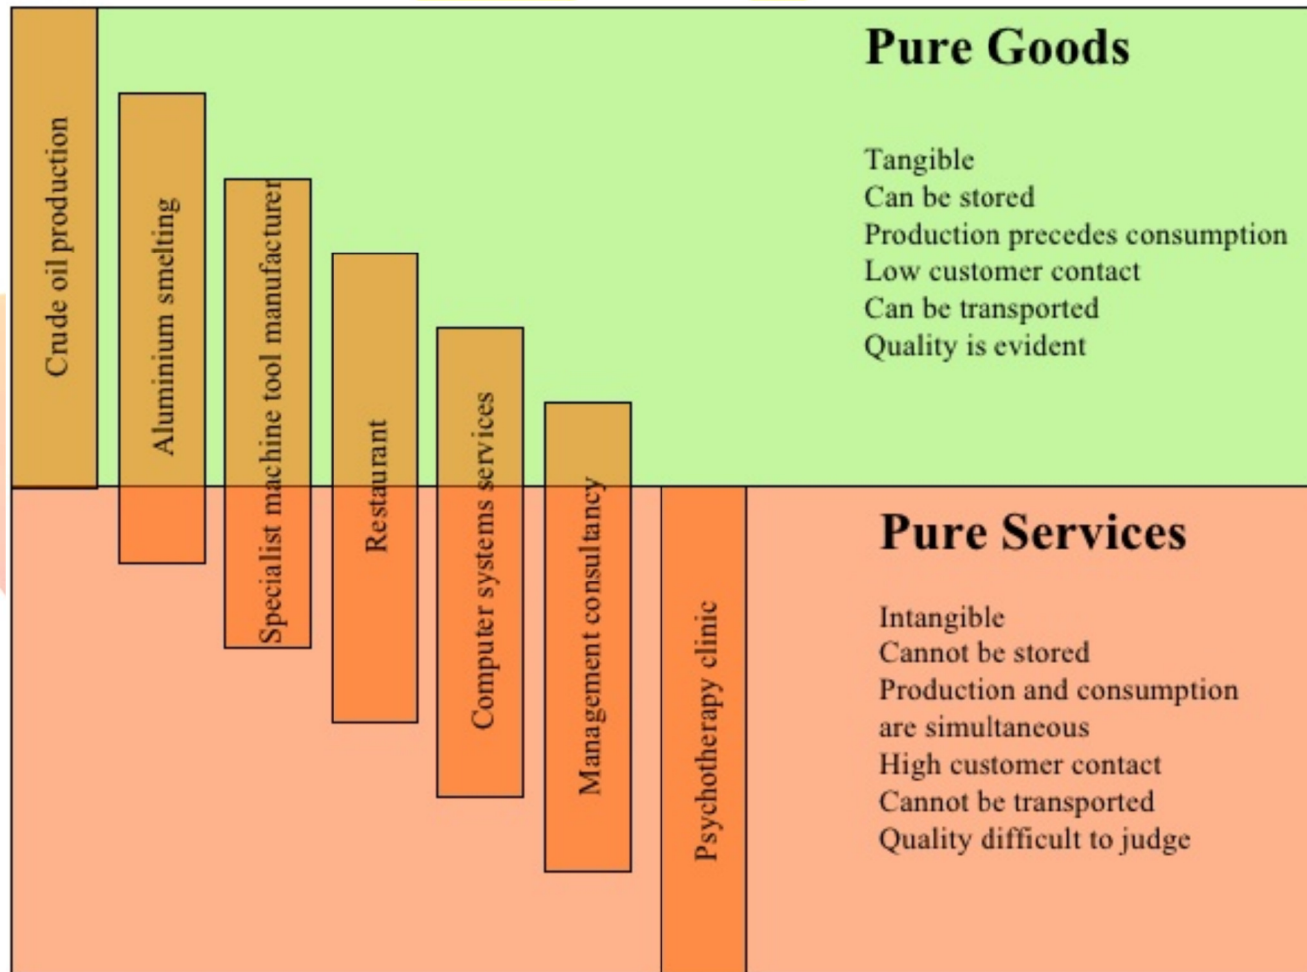 Pure Goods
Tangible
Can be stored
Production precedes consumption
Low customer contact
Can be transported
Quality is evident
Crude oil production
Aluminium smelting
Specialist machine tool manufacturer
Restaurant
Computer systems services
Management consultancy
Psychotherapy clinic
Pure Services
Intangible
Cannot be stored
Production and consumption
are simultaneous
High customer contact
Cannot be transported
Quality difficult to judge